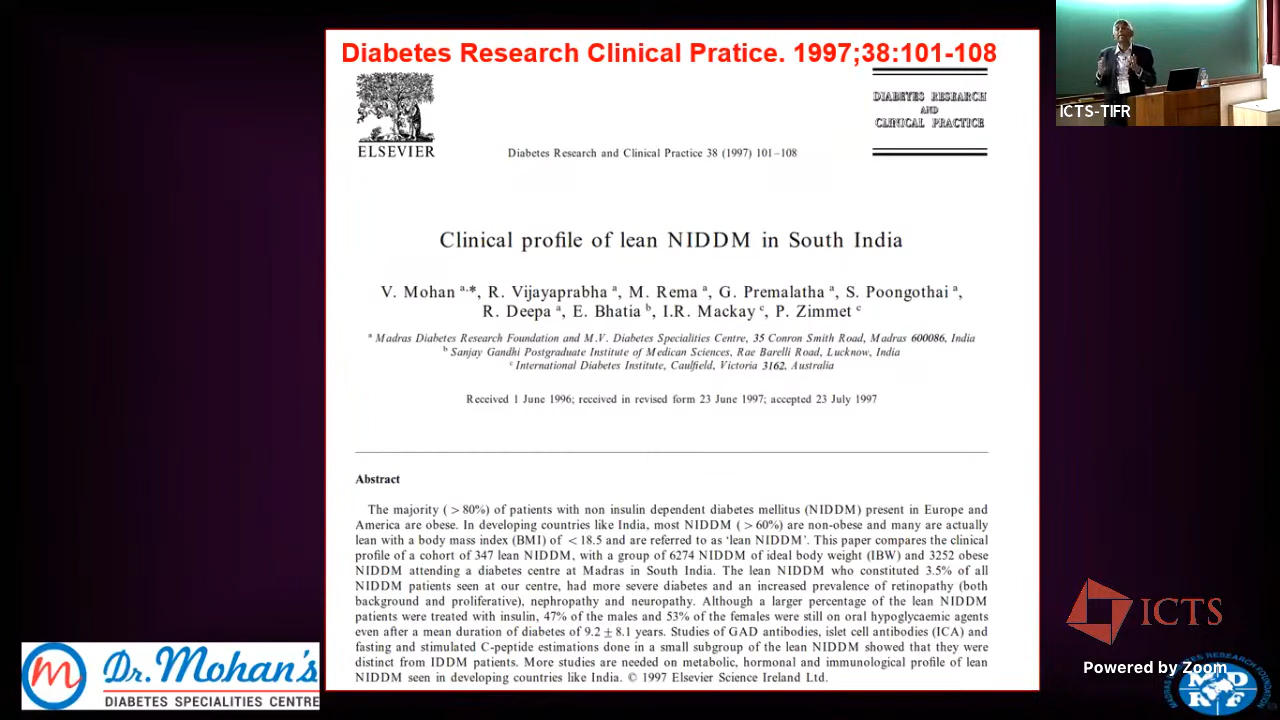 Diabetes Research Clinical Pratice. 1997;38:101-108
ELSEVIER
DIABETES RESEARCH
AND
CLINICAL PRACTICE
Diabetes Research and Clinical Practice 38 (1997) 101–108
Clinical profile of lean NIDDM in South India
V. Mohan a,*, R. Vijayaprabha a, M. Rema a, G. Premalatha a, S. Poongothai a,
R. Deepa a, E. Bhatia b, I.R. Mackay c, P. Zimmet c
a Madras Diabetes Research Foundation and M.V. Diabetes Specialities Centre, 35 Conron Smith Road, Madras 600086, India
b Sanjay Gandhi Postgraduate Institute of Medican Sciences, Rae Barelli Road, Lucknow, India
c International Diabetes Institute, Caulfield, Victoria 3162, Australia
Received 1 June 1996; received in revised form 23 June 1997; accepted 23 July 1997
Abstract
The majority (>80%) of patients with non insulin dependent diabetes mellitus (NIDDM) present in Europe and
America are obese. In developing countries like India, most NIDDM (>60%) are non-obese and many are actually
lean with a body mass index (BMI) of <18.5 and are referred to as 'lean NIDDM'. This paper compares the clinical
profile of a cohort of 347 lean NIDDM, with a group of 6274 NIDDM of ideal body weight (IBW) and 3252 obese
NIDDM attending a diabetes centre at Madras in South India. The lean NIDDM who constituted 3.5% of all
NIDDM patients seen at our centre, had more severe diabetes and an increased prevalence of retinopathy (both
background and proliferative), nephropathy and neuropathy. Although a larger percentage of the lean NIDDM
patients were treated with insulin, 47% of the males and 53% of the females were still on oral hypoglycaemic agents
even after a mean duration of diabetes of 9.2 ± 8.1 years. Studies of GAD antibodies, islet cell antibodies (ICA) and
fasting and stimulated C-peptide estimations done in a small subgroup of the lean NIDDM showed that they were
distinct from IDDM patients. More studies are needed on metabolic, hormonal and immunological profile of lean
NIDDM seen in developing countries like India. © 1997 Elsevier Science Ireland Ltd.
ICTS-TIFR
Dr. Mohan's
DIABETES SPECIALITIES CENTRE
ICTS
Powered by Zoom
MDRF